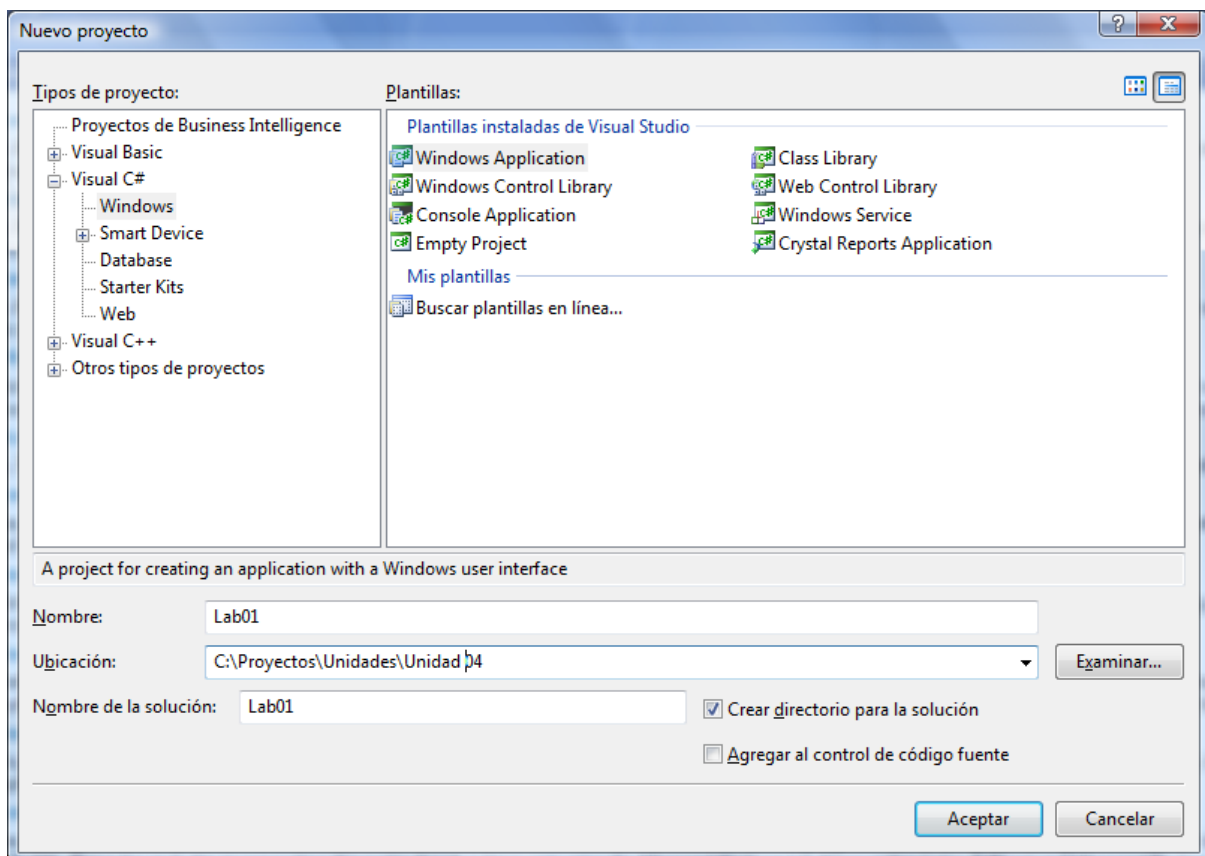 Nuevo proyecto
Tipos de proyecto:
Plantillas:
Proyectos de Business Intelligence
Visual Basic
Visual C#
Windows
Smart Device
Database
Starter Kits
Web
Visual C++
Otros tipos de proyectos
Plantillas instaladas de Visual Studio
Windows Application
Class Library
Windows Control Library
Web Control Library
Console Application
Windows Service
Empty Project
Crystal Reports Application
Mis plantillas
Buscar plantillas en línea...
A project for creating an application with a Windows user interface
Nombre: Lab01
Ubicación: C:\Proyectos\Unidades\Unidad 04 Examinar...
Nombre de la solución: Lab01 Crear directorio para la solución
Agregar al control de código fuente
Aceptar Cancelar